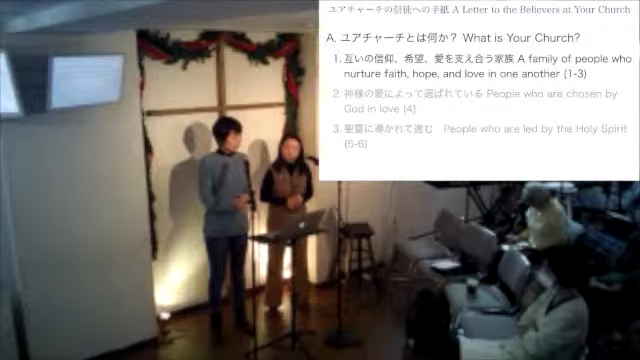 ユアチャーチの信徒への手紙 A Letter to the Believers at Your Church
A. ユアチャーチとは何か？ What is Your Church?
1. 互いの信仰、希望、愛を支え合う家族 A family of people who
nurture faith, hope, and love in one another (1-3)
2. 神様の愛によって選ばれている People who are chosen by
God in love (4)
3. 聖霊に導かれて進む People who are led by the Holy Spirit
(5-6)